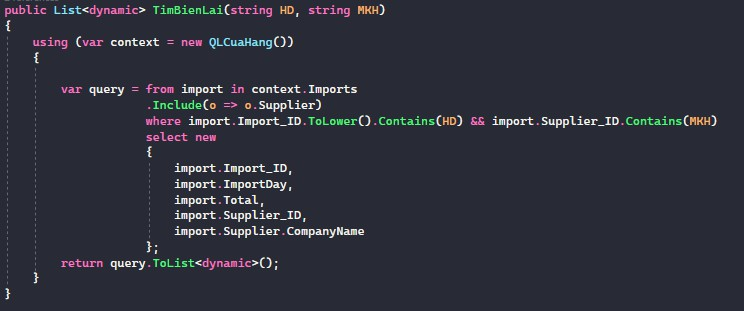 public List<dynamic> TimBienLai(string HD, string MKH)
{
using (var context = new QLCuaHang())
{
var query = from import in context.Imports
.Include(o => o.Supplier)
where import.Import_ID.ToLower().Contains(HD) && import.Supplier_ID.Contains(MKH)
select new
{
import.Import_ID,
import.ImportDay,
import.Total,
import.Supplier_ID,
import.Supplier.CompanyName
};
return query.ToList<dynamic>();
}
}